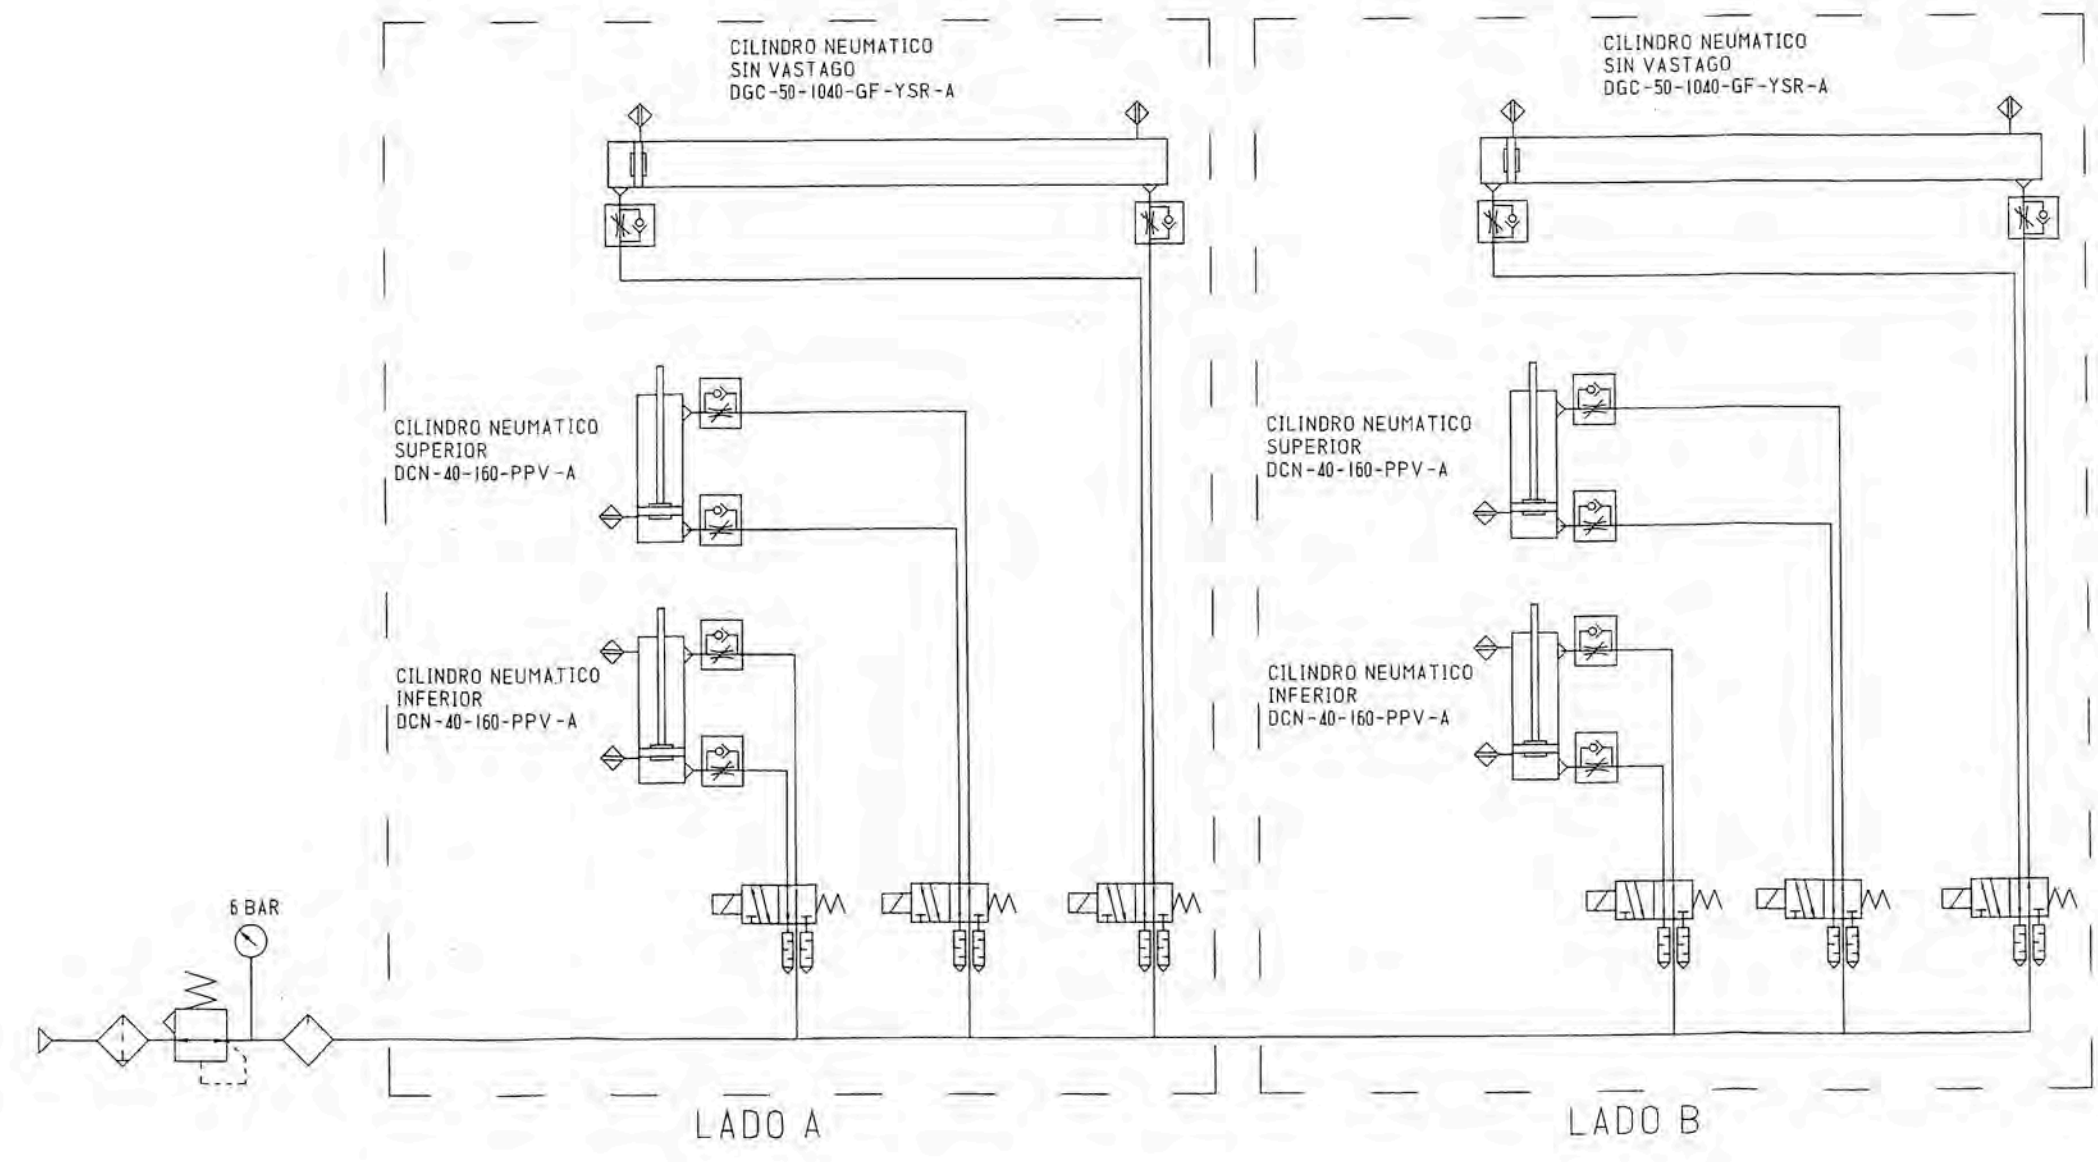 CILINDRO NEUMATICO
SIN VASTAGO
DGC-50-1040-GF-YSR-A
CILINDRO NEUMATICO
SIN VASTAGO
DGC-50-1040-GF-YSR-A
CILINDRO NEUMATICO
SUPERIOR
DCN-40-160-PPV-A
CILINDRO NEUMATICO
SUPERIOR
DCN-40-160-PPV-A
CILINDRO NEUMATICO
INFERIOR
DCN-40-160-PPV-A
CILINDRO NEUMATICO
INFERIOR
DCN-40-160-PPV-A
6 BAR
LADO A
LADO B